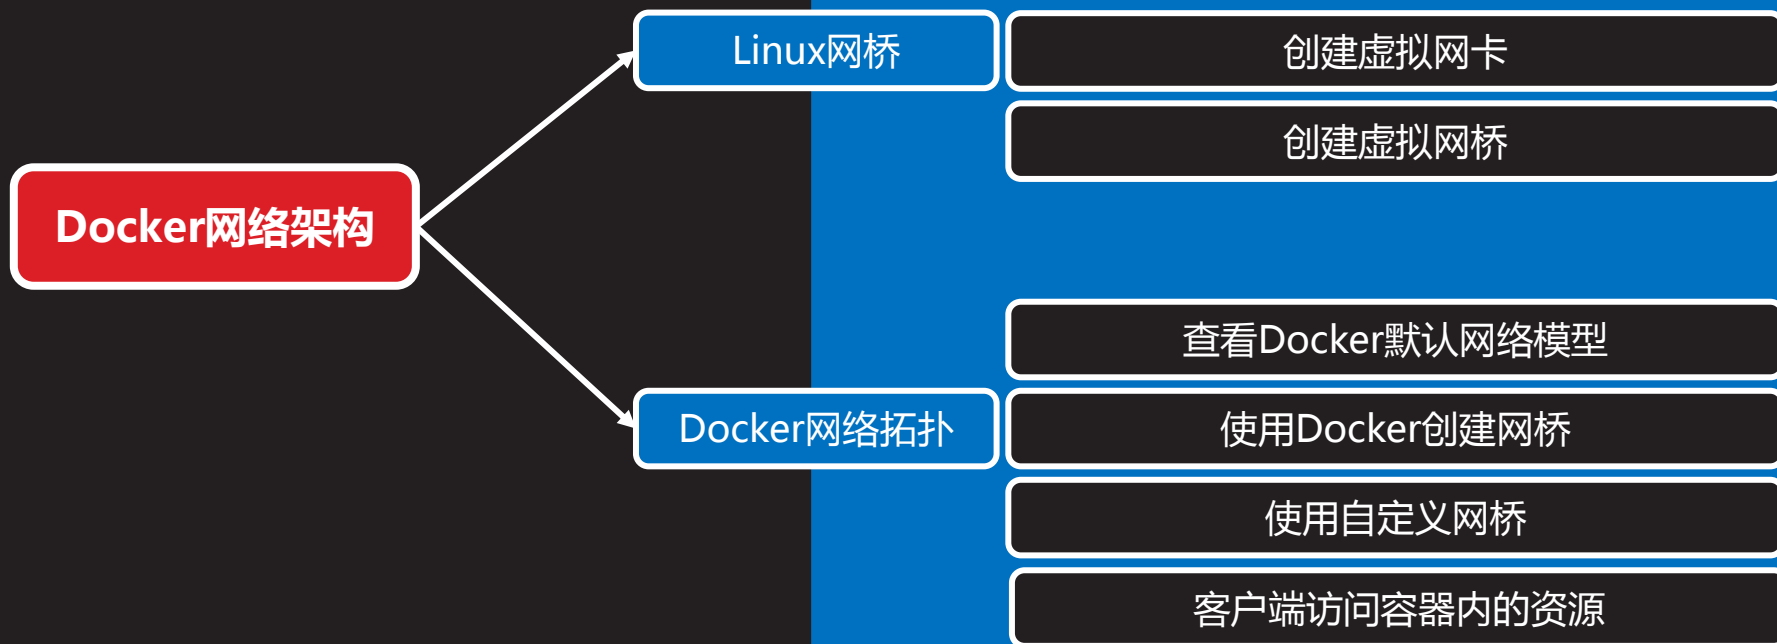 Docker网络架构
Linux网桥
创建虚拟网卡
创建虚拟网桥
Docker网络拓扑
查看Docker默认网络模型
使用Docker创建网桥
使用自定义网桥
客户端访问容器内的资源